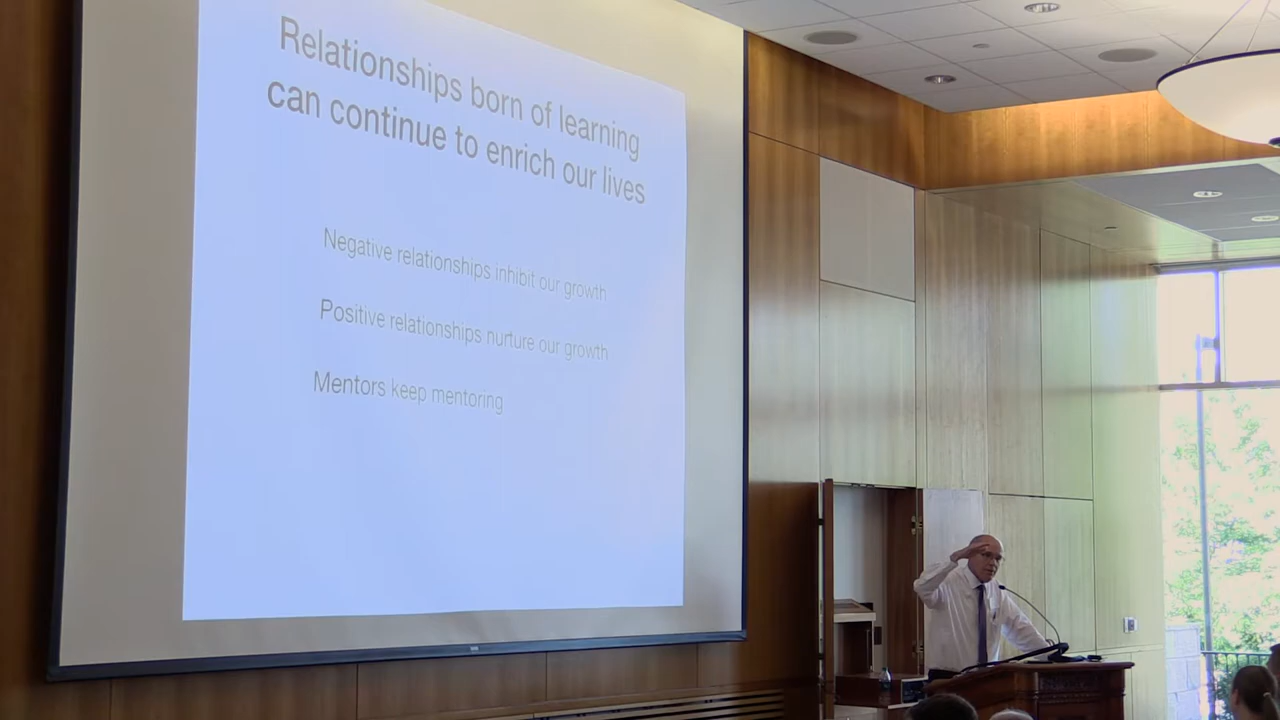 Relationships born of learning
can continue to enrich our lives
Negative relationships inhibit our growth
Positive relationships nurture our growth
Mentors keep mentoring